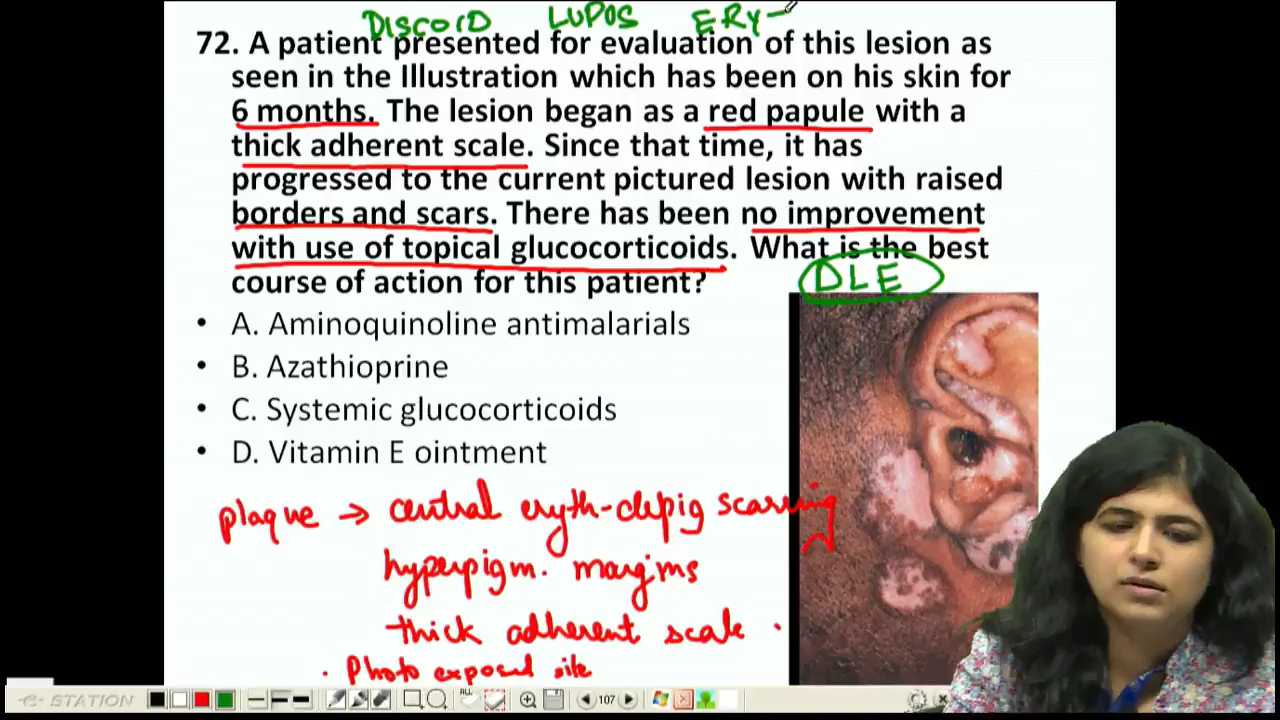 DISCOID LUPOS ERY-
72. A patient presented for evaluation of this lesion as
seen in the Illustration which has been on his skin for
6 months. The lesion began as a red papule with a
thick adherent scale. Since that time, it has
progressed to the current pictured lesion with raised
borders and scars. There has been no improvement
with use of topical glucocorticoids. What is the best
course of action for this patient?
DLE
• A. Aminoquinoline antimalarials
• B. Azathioprine
• C. Systemic glucocorticoids
• D. Vitamin E ointment
plaque → central eryth-depig scarring
hyperpigm. margins
thick adherent scale.
. Photo exposed site
e-STATION
ALL
107